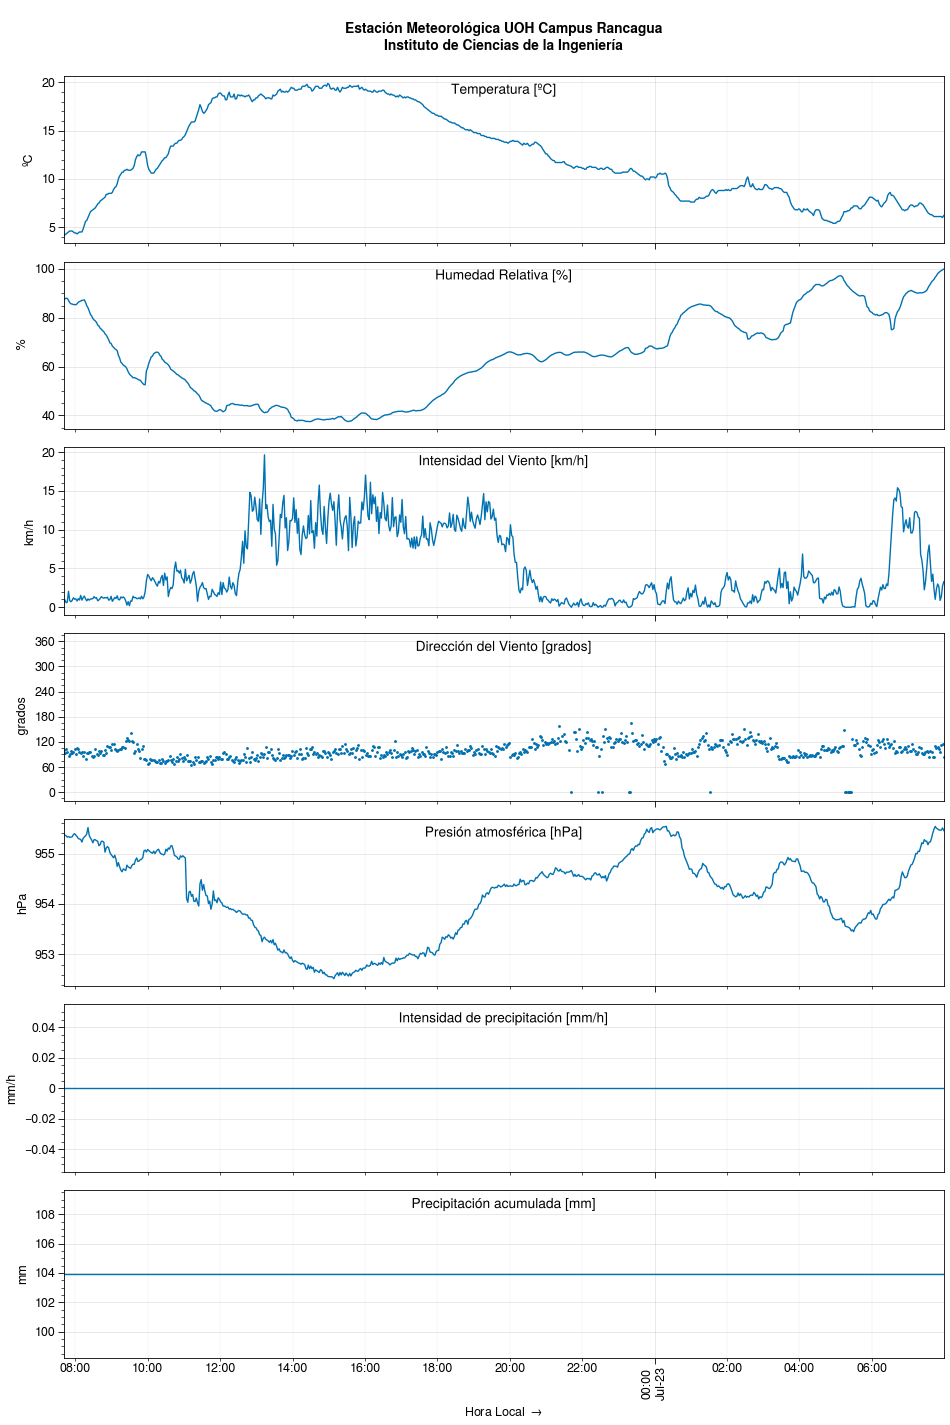 Estación Meteorológica UOH Campus Rancagua
Instituto de Ciencias de la Ingeniería
Temperatura [ºC]
20
15
10
5
ºC
Humedad Relativa [%]
100
80
60
40
%
Intensidad del Viento [km/h]
20
15
10
5
0
km/h
Dirección del Viento [grados]
360
300
240
180
120
60
0
grados
Presión atmosférica [hPa]
955
954
953
hPa
Intensidad de precipitación [mm/h]
0.04
0.02
0
−0.02
−0.04
mm/h
Precipitación acumulada [mm]
108
106
104
102
100
mm
08:00 10:00 12:00 14:00 16:00 18:00 20:00 22:00 00:00 02:00 04:00 06:00
Jul-23
Hora Local →